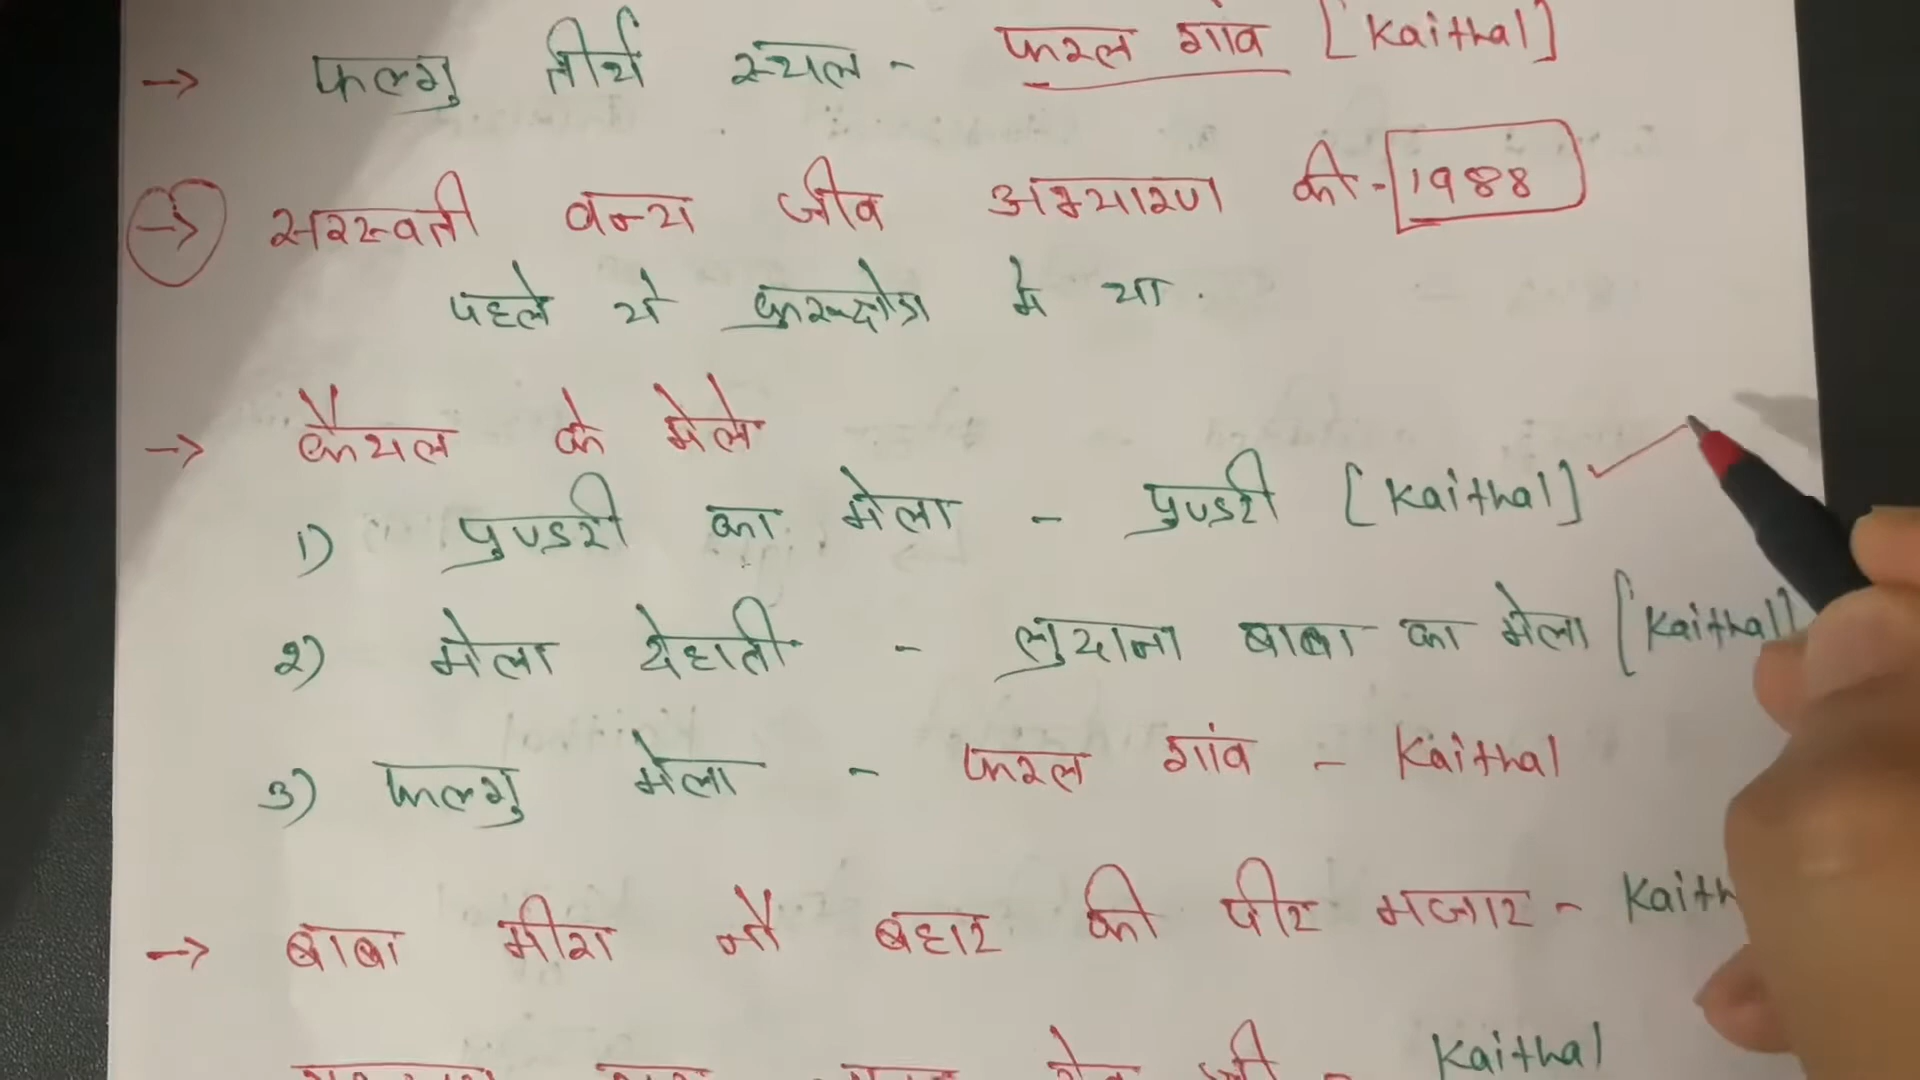 → फल्गु तीर्थ स्थल - फरल गांव [Kaithal]
→ सरस्वती वन्य जीव अभ्यारण की - 1988
पहले ये कुरुक्षेत्र मे था.
→ कैथल के मेले
1) पुण्डरी का मेला - पुण्डरी [Kaithal]
2) मेला देहाती - लुदाना बाबा का मेला [Kaithal]
3) फल्गु मेला - फरल गांव - Kaithal
→ बाबा मीरा नौ बहार की पीर मजार - Kaith
Kaithal